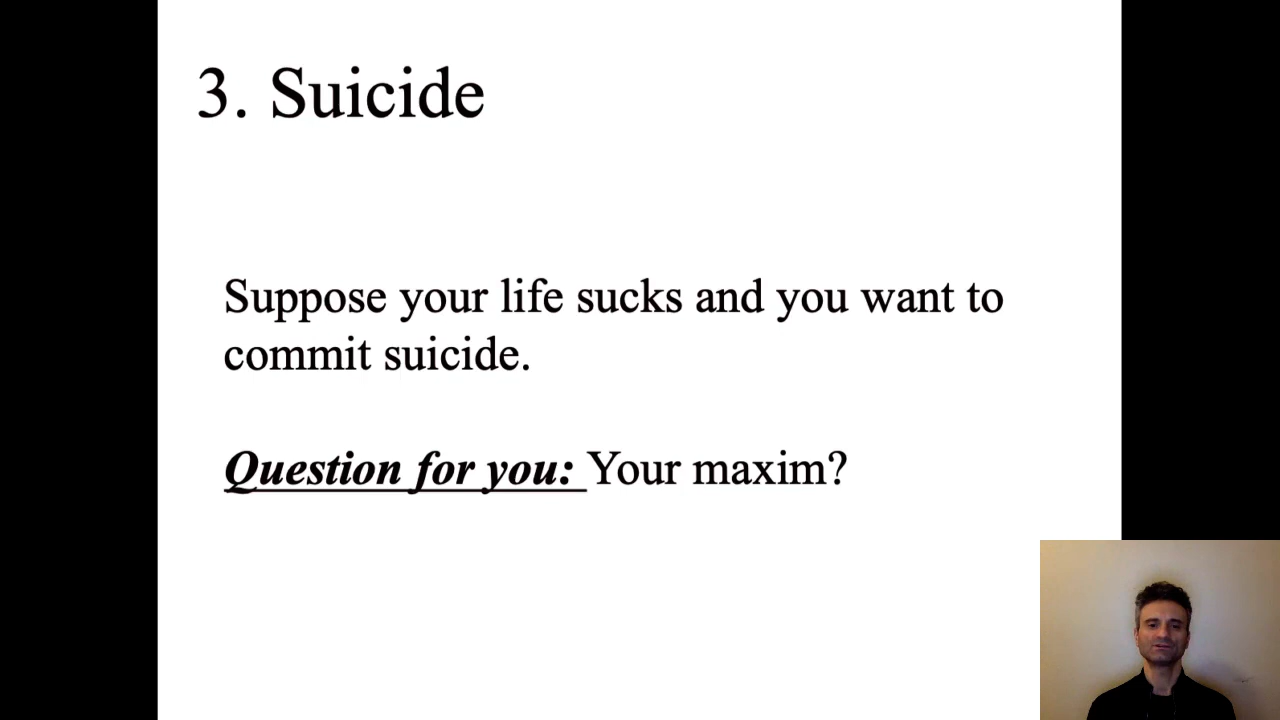 3. Suicide
Suppose your life sucks and you want to
commit suicide.
Question for you: Your maxim?